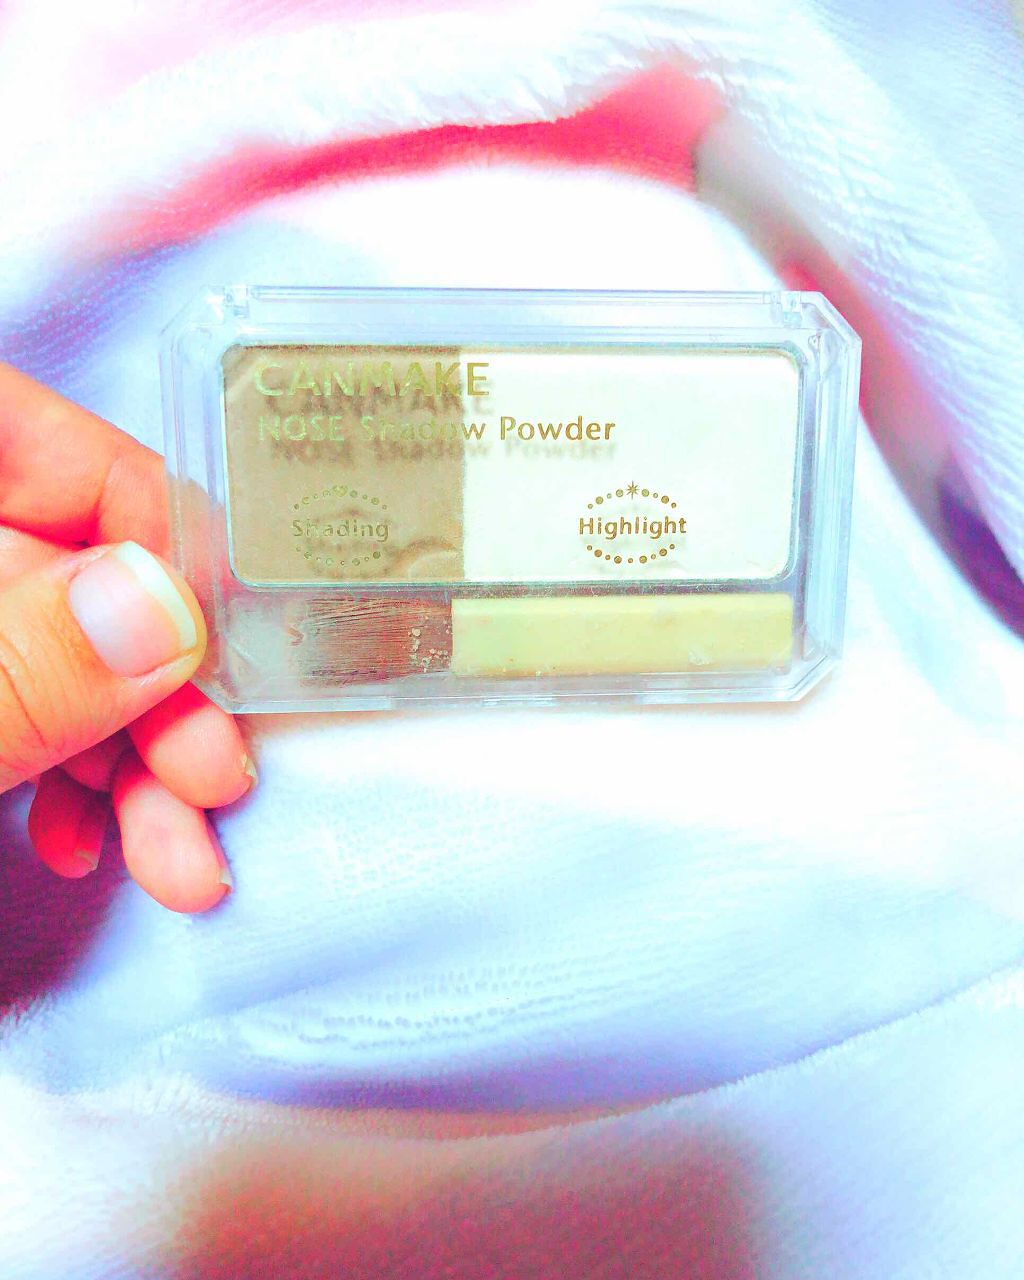 CANMAKE
NOSE Shadow Powder
Shading
Highlight